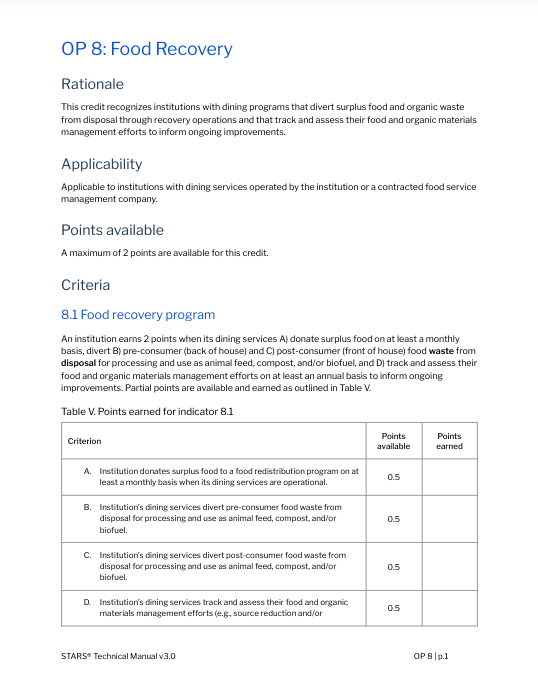 OP 8: Food Recovery
Rationale
This credit recognizes institutions with dining programs that divert surplus food and organic waste
from disposal through recovery operations and that track and assess their food and organic materials
management efforts to inform ongoing improvements.
Applicability
Applicable to institutions with dining services operated by the institution or a contracted food service
management company.
Points available
A maximum of 2 points are available for this credit.
Criteria
8.1 Food recovery program
An institution earns 2 points when its dining services A) donate surplus food on at least a monthly
basis, divert B) pre-consumer (back of house) and C) post-consumer (front of house) food waste from
disposal for processing and use as animal feed, compost, and/or biofuel, and D) track and assess their
food and organic materials management efforts on at least an annual basis to inform ongoing
improvements. Partial points are available and earned as outlined in Table V.
Table V. Points earned for indicator 8.1
Criterion
Points
available
Points
earned
A. Institution donates surplus food to a food redistribution program on at
least a monthly basis when its dining services are operational.
0.5
B. Institution's dining services divert pre-consumer food waste from
disposal for processing and use as animal feed, compost, and/or
biofuel.
0.5
C. Institution's dining services divert post-consumer food waste from
disposal for processing and use as animal feed, compost, and/or
biofuel.
0.5
D. Institution's dining services track and assess their food and organic
materials management efforts (e.g., source reduction and/or
0.5
STARS® Technical Manual v3.0
OP 8 | p.1